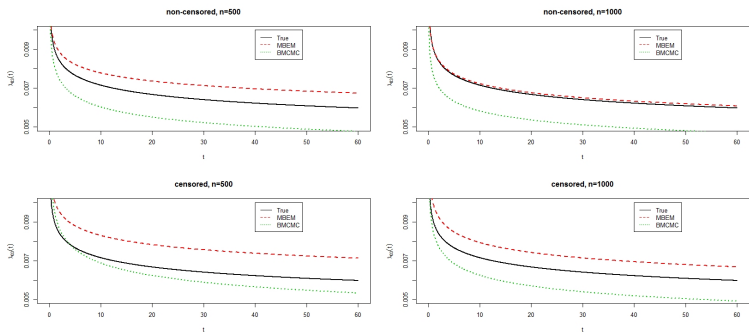 non-censored, n=500
True
MBEM
BMCMC
λ₀(t)
0.009
0.007
0.005
0 10 20 30 40 50 60
t
non-censored, n=1000
True
MBEM
BMCMC
0.009
0.007
0.005
0 10 20 30 40 50 60
t
censored, n=500
True
MBEM
BMCMC
0.009
0.007
0.005
0 10 20 30 40 50 60
t
censored, n=1000
True
MBEM
BMCMC
0.009
0.007
0.005
0 10 20 30 40 50 60
t